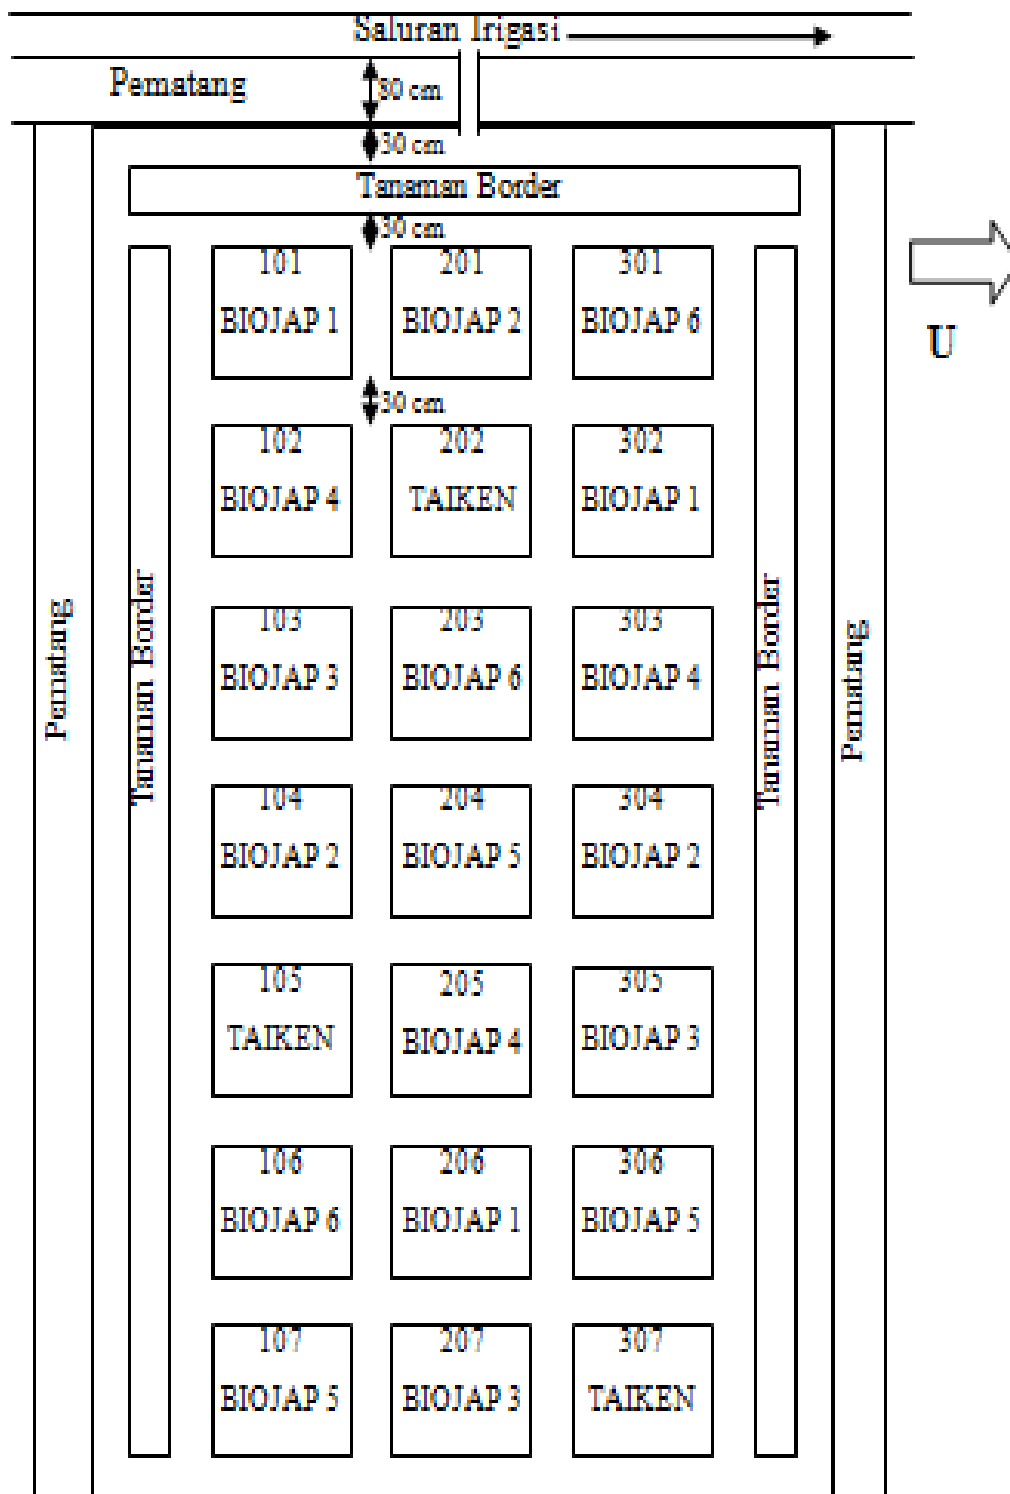 Saluran Irigasi
Pematang
80 cm
30 cm
Tanaman Border
30 cm
101 201 301
BIOJAP 1 BIOJAP 2 BIOJAP 6
U
30 cm
102 202 302
BIOJAP 4 TAIKEN BIOJAP 1
103 203 303
BIOJAP 3 BIOJAP 6 BIOJAP 4
Pematang
Tanaman Border
Tanaman Border
Pematang
104 204 304
BIOJAP 2 BIOJAP 5 BIOJAP 2
105 205 305
TAIKEN BIOJAP 4 BIOJAP 3
106 206 306
BIOJAP 6 BIOJAP 1 BIOJAP 5
107 207 307
BIOJAP 5 BIOJAP 3 TAIKEN